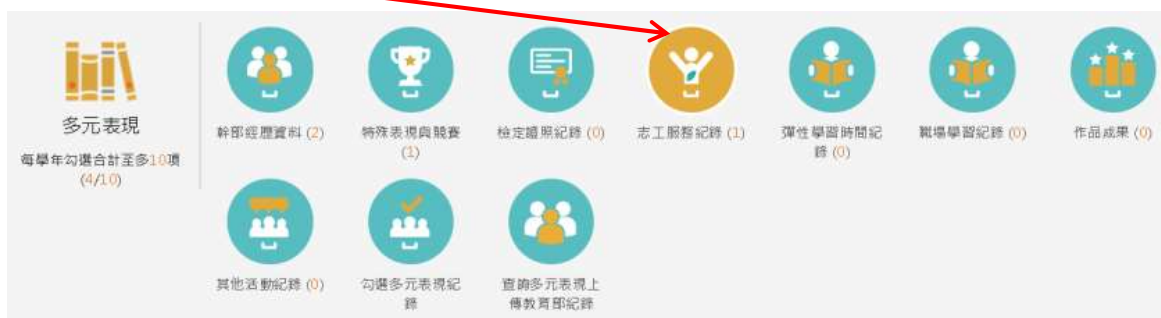 多元表現
每學年勾選合計至多10項
(4/10)
幹部經歷資料 (2)
特殊表現與競賽
(1)
檢定證照紀錄 (0)
志工服務紀錄 (1)
彈性學習時間紀
錄 (0)
職場學習紀錄 (0)
作品成果 (0)
其他活動紀錄 (0)
勾選多元表現紀
錄
查詢多元表現上
傳教育部紀錄